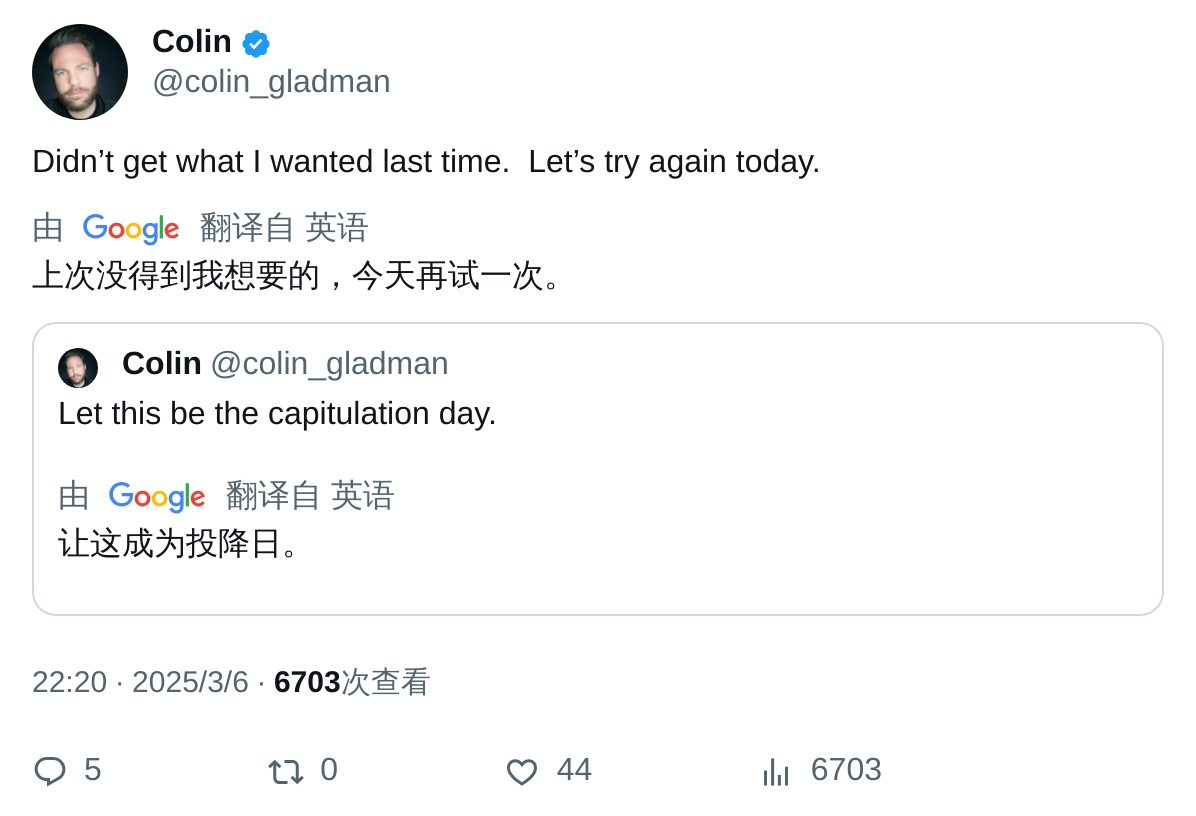 Colin
@colin_gladman
Didn’t get what I wanted last time.  Let’s try again today.
由 Google 翻译自 英语
上次没得到我想要的，今天再试一次。
Colin @colin_gladman
Let this be the capitulation day.
由 Google 翻译自 英语
让这成为投降日。
22:20 · 2025/3/6 · 6703次查看
5 0 44 6703